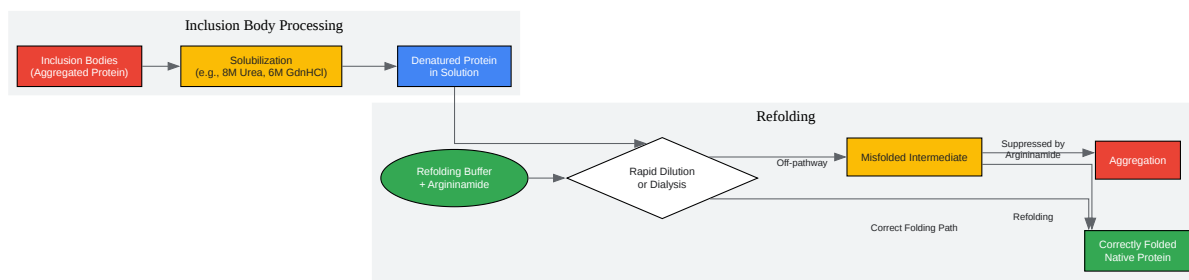 Inclusion Body Processing
Inclusion Bodies
(Aggregated Protein)
Solubilization
(e.g., 8M Urea, 6M GdnHCl)
Denatured Protein
in Solution
Refolding
Refolding Buffer
+ Argininamide
Rapid Dilution
or Dialysis
Off-pathway
Misfolded Intermediate
Suppressed by
Argininamide
Aggregation
Correct Folding Path
Refolding
Correctly Folded
Native Protein